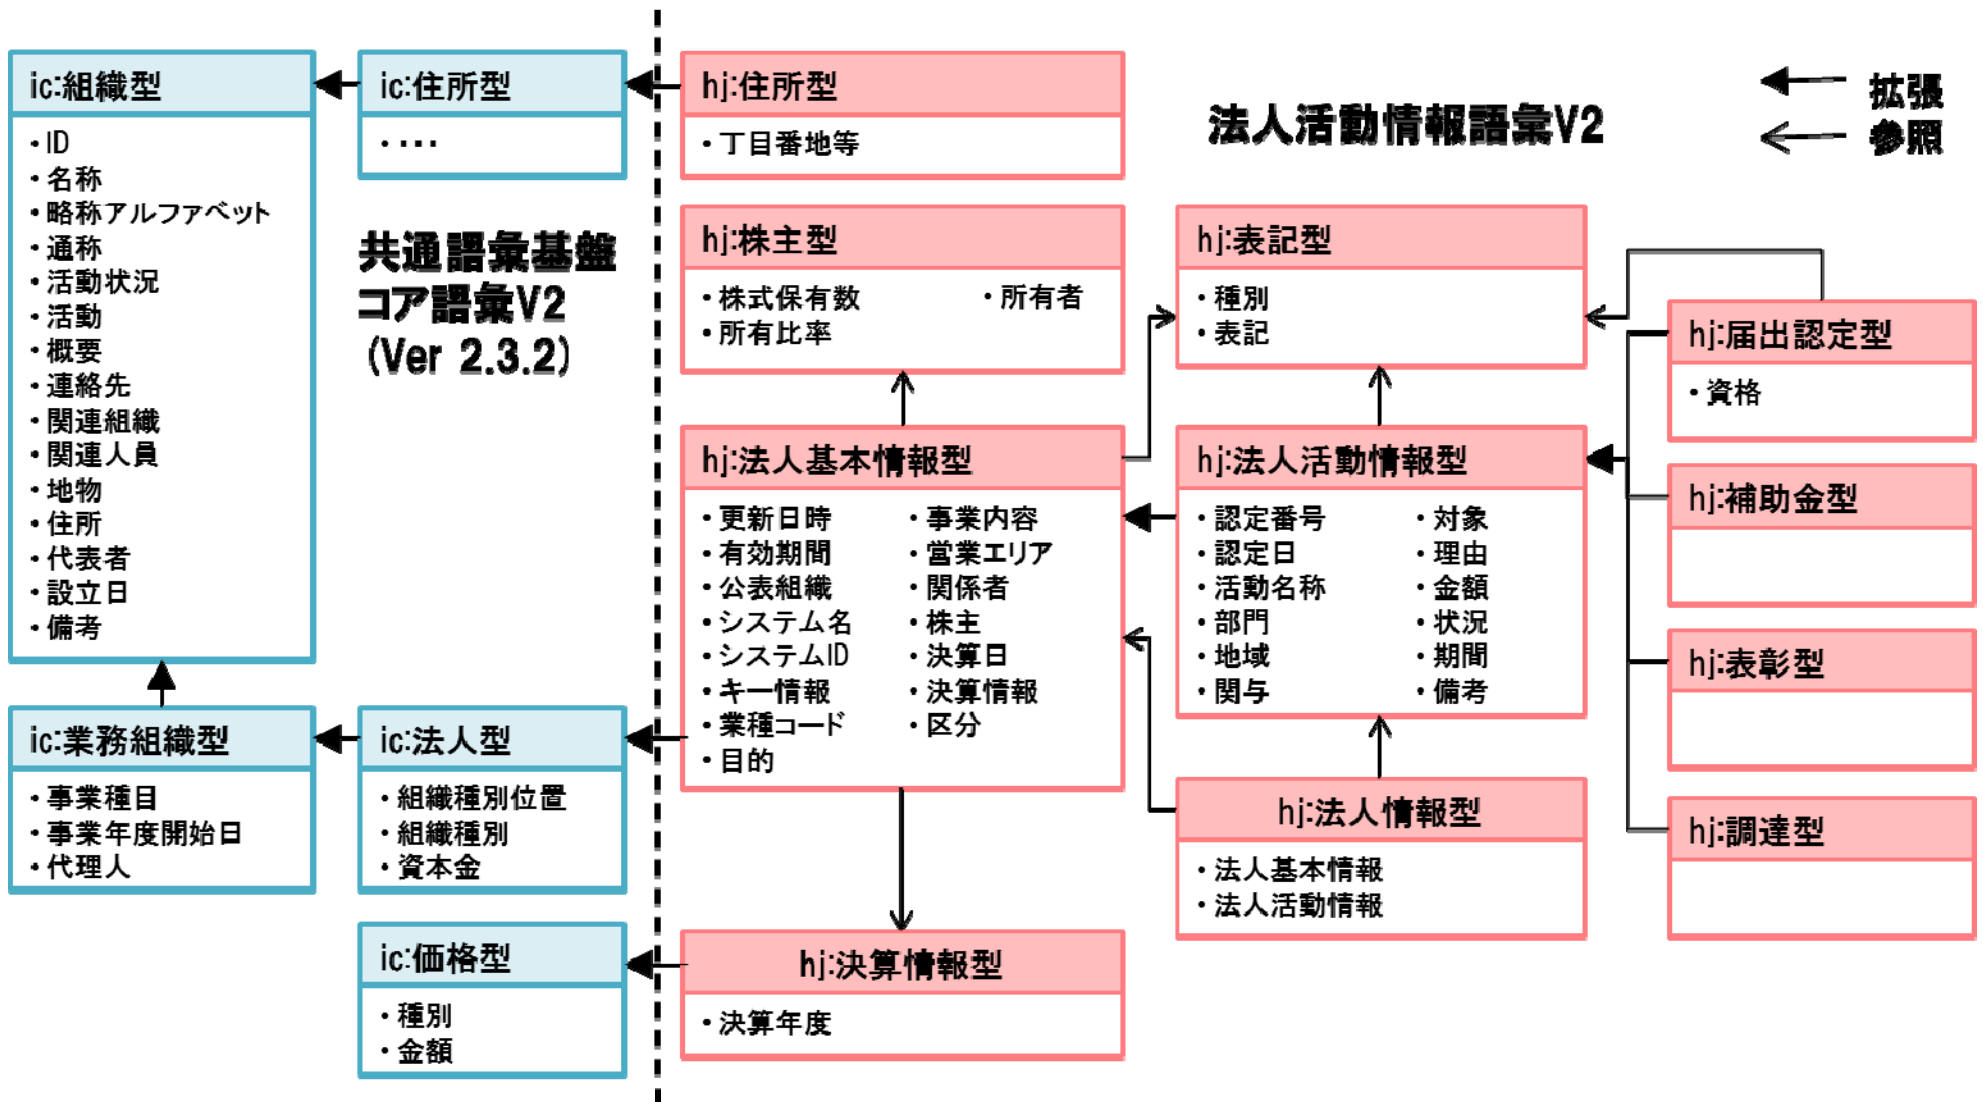 ic:組織型
・ID
・名称
・略称アルファベット
・通称
・活動状況
・活動
・概要
・連絡先
・関連組織
・関連人員
・地物
・住所
・代表者
・設立日
・備考
ic:住所型
・・・・
共通語彙基盤
コア語彙V2
(Ver 2.3.2)
ic:業務組織型
・事業種目
・事業年度開始日
・代理人
ic:法人型
・組織種別位置
・組織種別
・資本金
ic:価格型
・種別
・金額
法人活動情報語彙V2
拡張
参照
hj:住所型
・丁目番地等
hj:株主型
・株式保有数
・所有比率
・所有者
hj:表記型
・種別
・表記
hj:法人基本情報型
・更新日時
・有効期間
・公表組織
・システム名
・システムID
・キー情報
・業種コード
・目的
・事業内容
・営業エリア
・関係者
・株主
・決算日
・決算情報
・区分
hj:法人活動情報型
・認定番号
・認定日
・活動名称
・部門
・地域
・関与
・対象
・理由
・金額
・状況
・期間
・備考
hj:法人情報型
・法人基本情報
・法人活動情報
hj:決算情報型
・決算年度
hj:届出認定型
・資格
hj:補助金型
hj:表彰型
hj:調達型